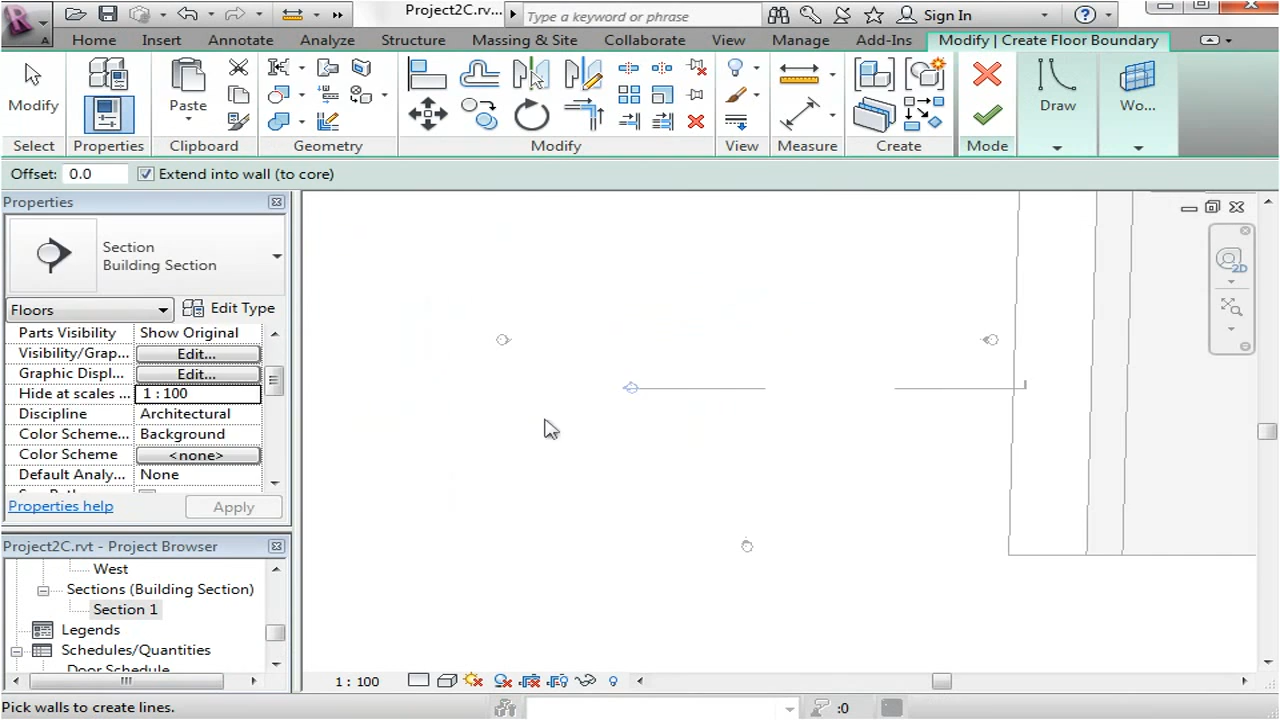 Project2C.rv...
Type a keyword or phrase
Sign In
Home Insert Annotate Analyze Structure Massing & Site Collaborate View Manage Add-Ins Modify | Create Floor Boundary
Modify
Paste
Draw
Wo...
Select Properties Clipboard Geometry Modify View Measure Create Mode
Offset: 0.0 Extend into wall (to core)
Properties
Section
Building Section
2D
Floors Edit Type
Parts Visibility Show Original
Visibility/Grap... Edit...
Graphic Displ... Edit...
Hide at scales ... 1 : 100
Discipline Architectural
Color Scheme... Background
Color Scheme <none>
Default Analy... None
Properties help Apply
Project2C.rvt - Project Browser
West
Sections (Building Section)
Section 1
Legends
Schedules/Quantities
Door Schedule
1 : 100
Pick walls to create lines.
:0